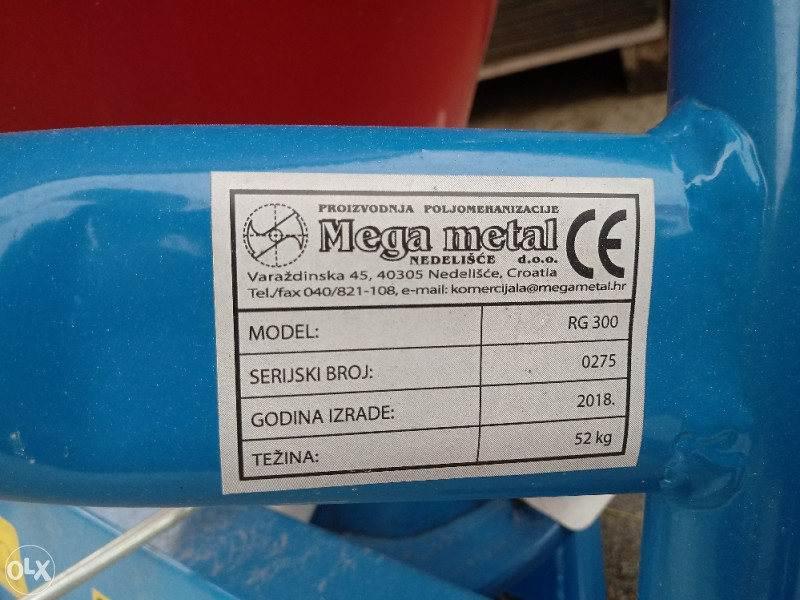 PROIZVODNJA POLJOMEHANIZACIJE
Mega metal
NEDELIŠĆE d.o.o.
CE
Varaždinska 45, 40305 Nedelišće, Croatia
Tel./fax 040/821-108, e-mail: komercijala@megametal.hr
MODEL: RG 300
SERIJSKI BROJ: 0275
GODINA IZRADE: 2018.
TEŽINA: 52 kg
OLX